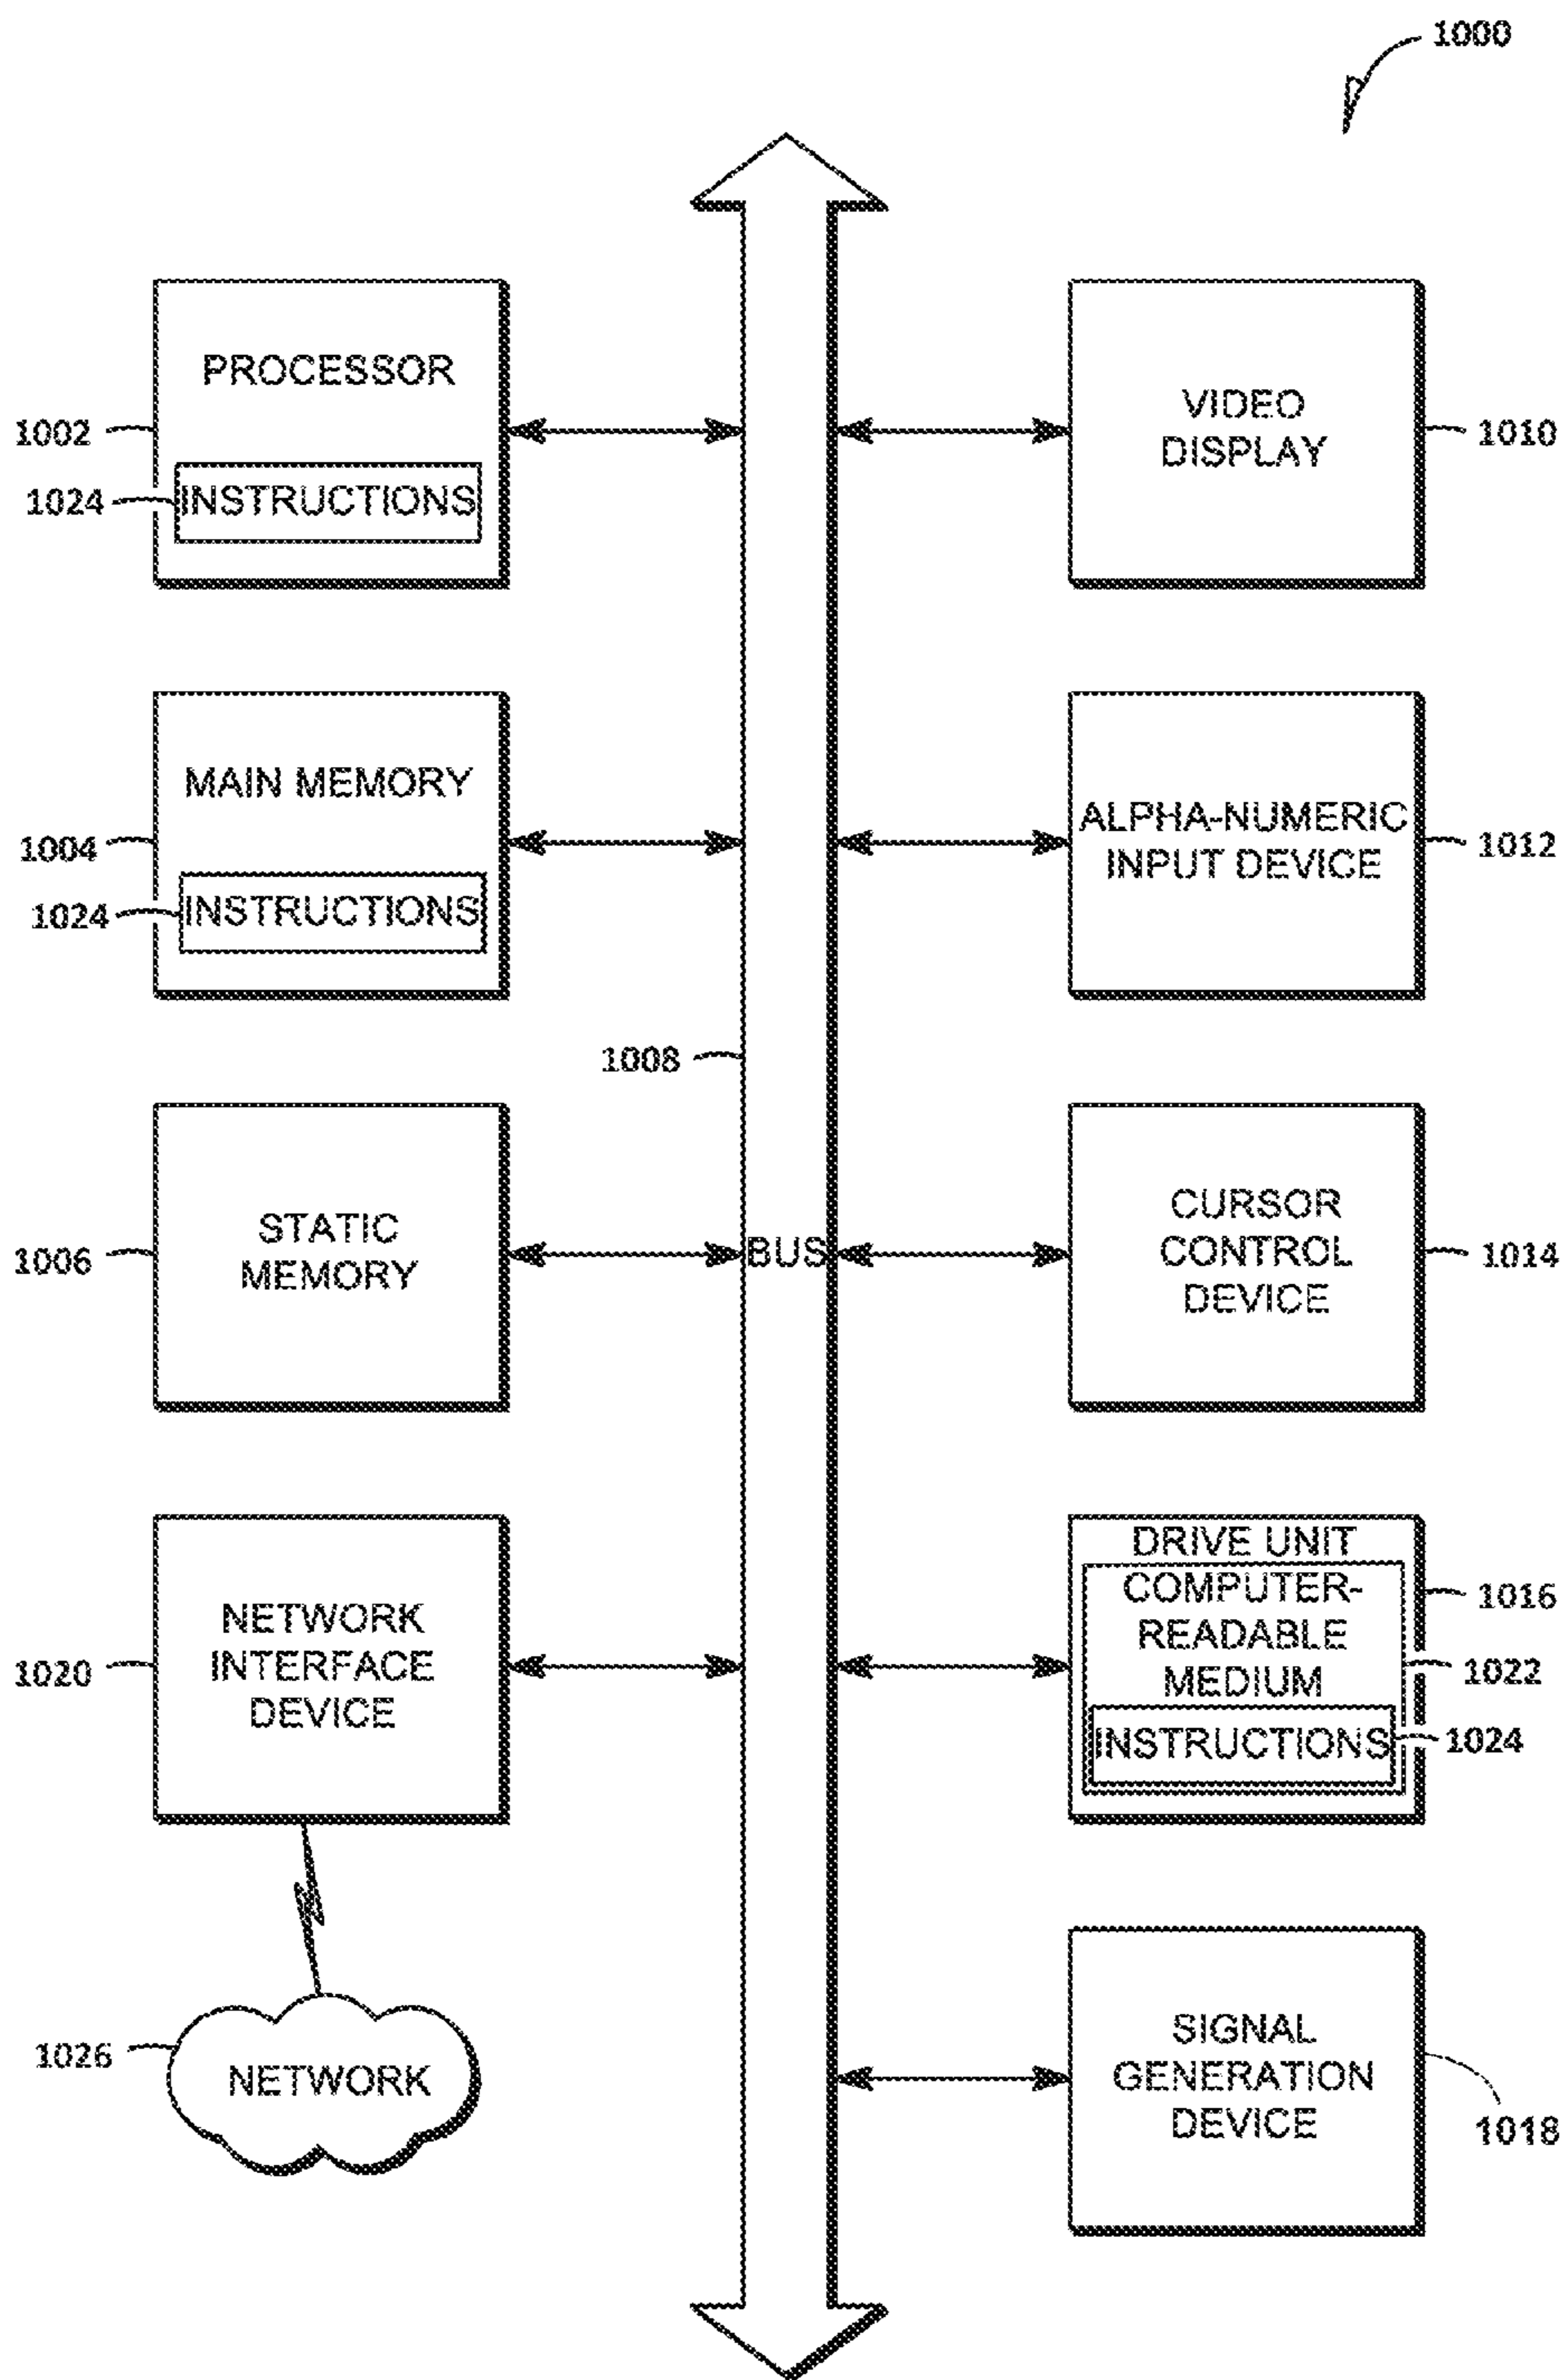 1000
PROCESSOR
1002
1024
INSTRUCTIONS
VIDEO
DISPLAY
1010
MAIN MEMORY
1004
1024
INSTRUCTIONS
ALPHA-NUMERIC
INPUT DEVICE
1012
1008
STATIC
MEMORY
1006
BUS
CURSOR
CONTROL
DEVICE
1014
NETWORK
INTERFACE
DEVICE
1020
DRIVE UNIT
COMPUTER-
READABLE
MEDIUM
INSTRUCTIONS
1016
1022
1024
1026
NETWORK
SIGNAL
GENERATION
DEVICE
1018